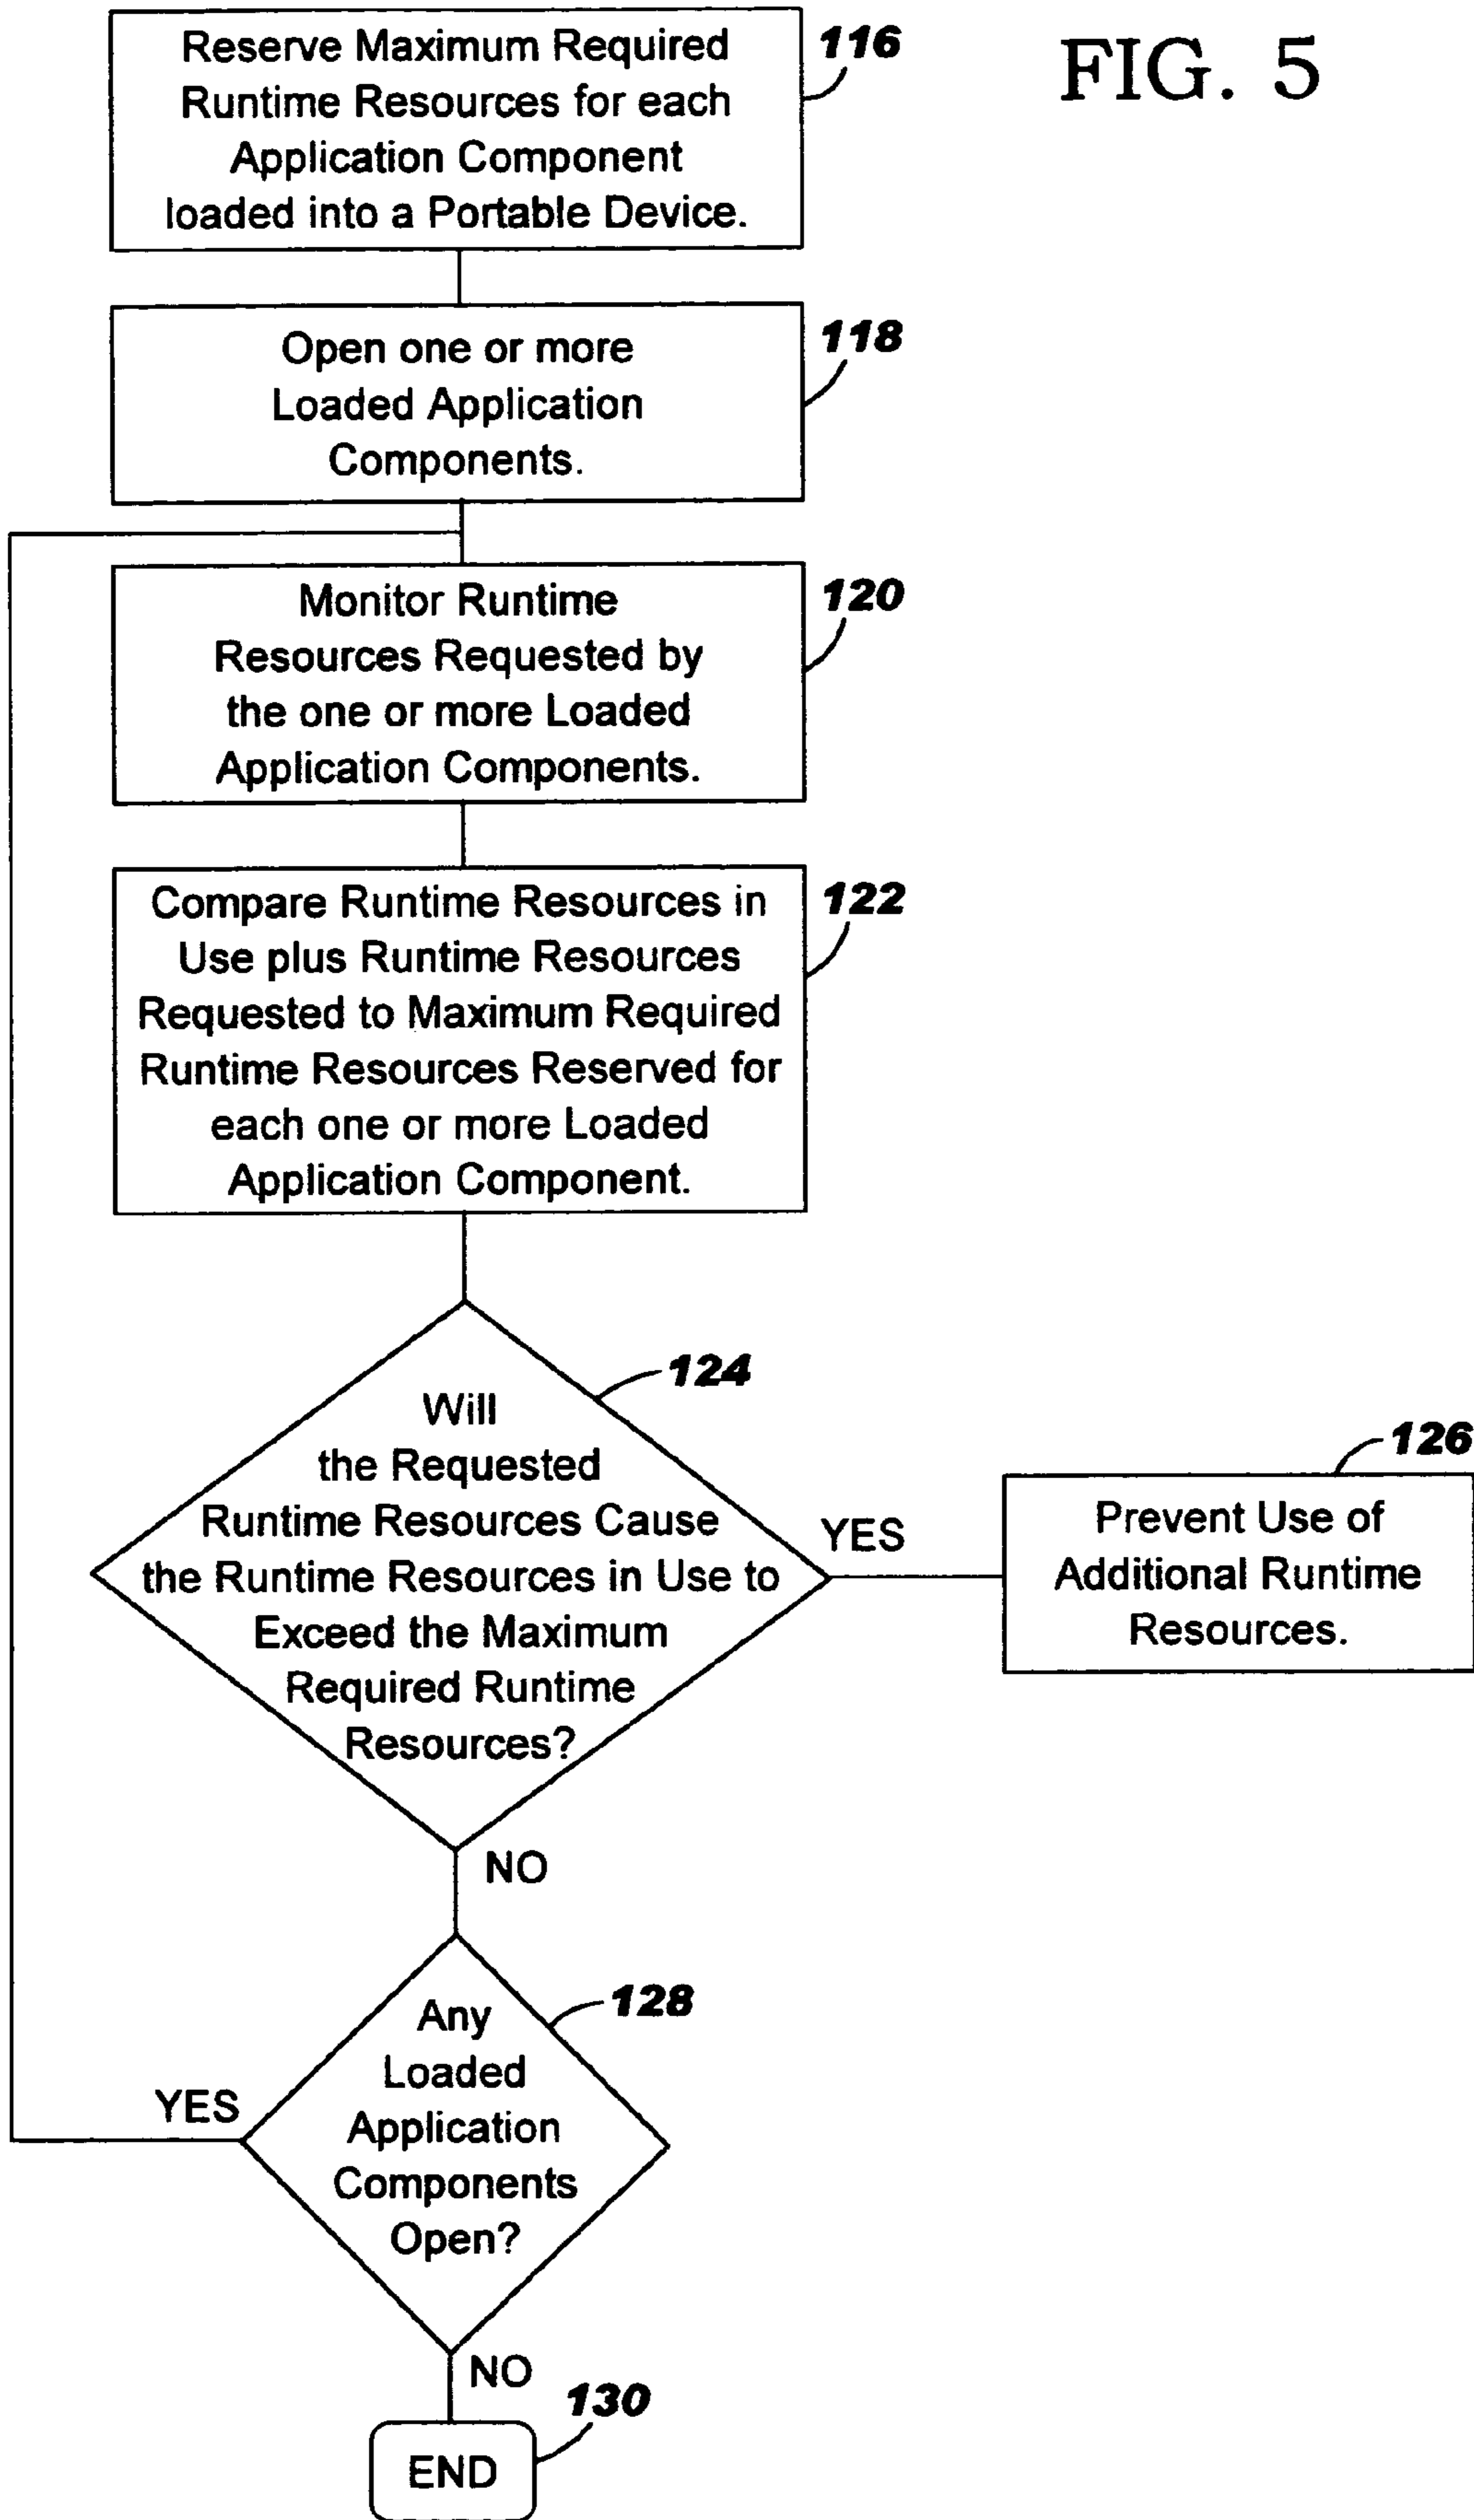 Reserve Maximum Required
Runtime Resources for each
Application Component
loaded into a Portable Device.
116
FIG. 5
Open one or more
Loaded Application
Components.
118
Monitor Runtime
Resources Requested by
the one or more Loaded
Application Components.
120
Compare Runtime Resources in
Use plus Runtime Resources
Requested to Maximum Required
Runtime Resources Reserved for
each one or more Loaded
Application Component.
122
Will
the Requested
Runtime Resources Cause
the Runtime Resources in Use to
Exceed the Maximum
Required Runtime
Resources?
124
YES
Prevent Use of
Additional Runtime
Resources.
126
NO
Any
Loaded
Application
Components
Open?
128
YES
NO
END
130